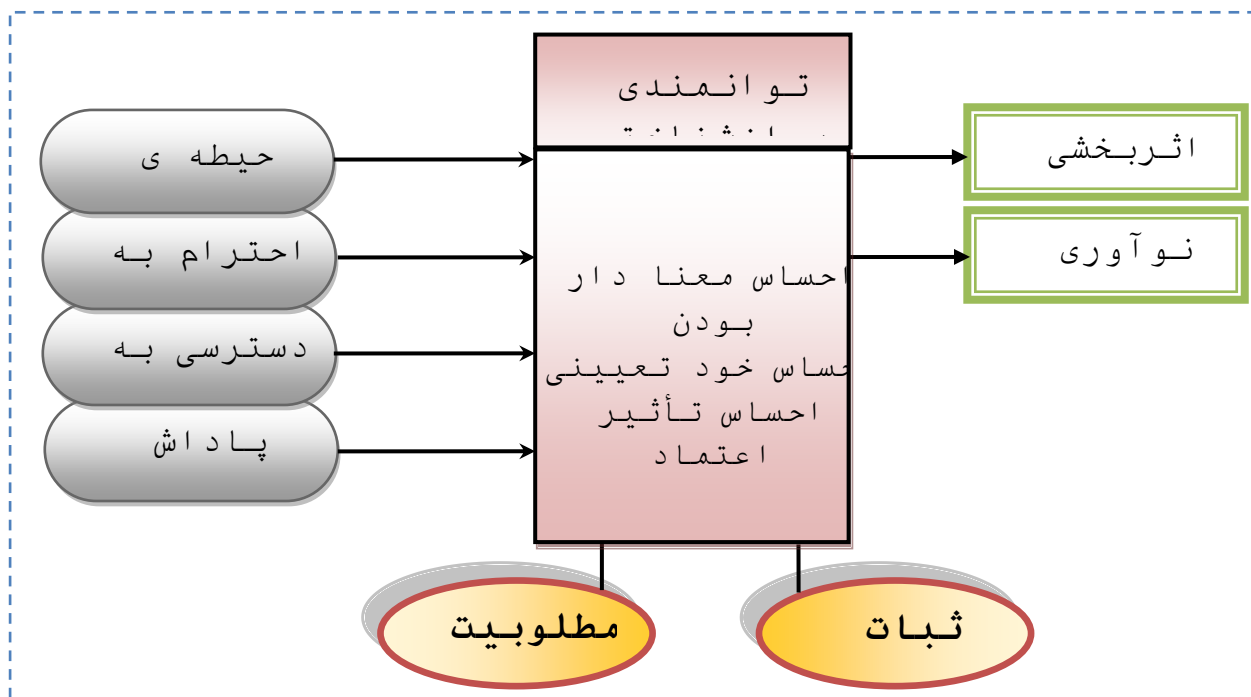 توانمندی
حیطه ی
احترام به
دسترسی به
پاداش
احساس معنا دار
بودن
حساس خود تعیینی
احساس تأثیر
اعتماد
اثربخشی
نوآوری
مطلوبیت
ثبات